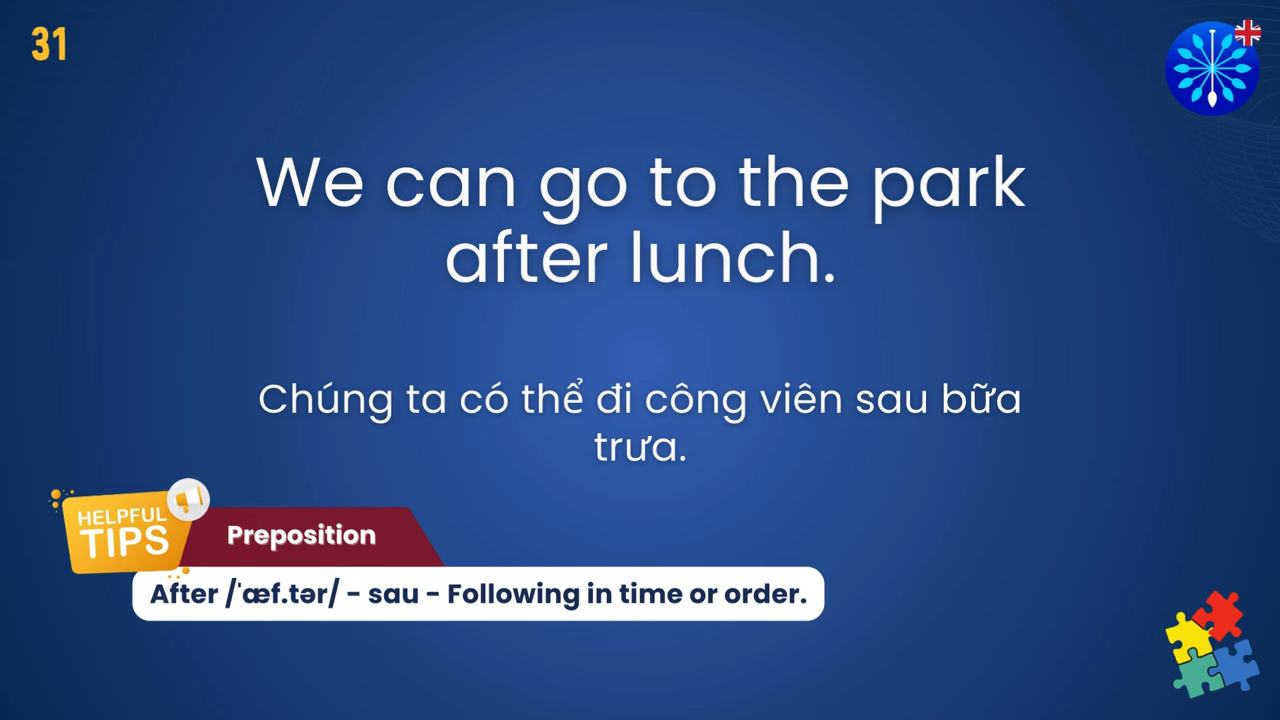 31
We can go to the park
after lunch.
Chúng ta có thể đi công viên sau bữa
trưa.
HELPFUL
TIPS
Preposition
After /ˈæf.tər/ - sau - Following in time or order.